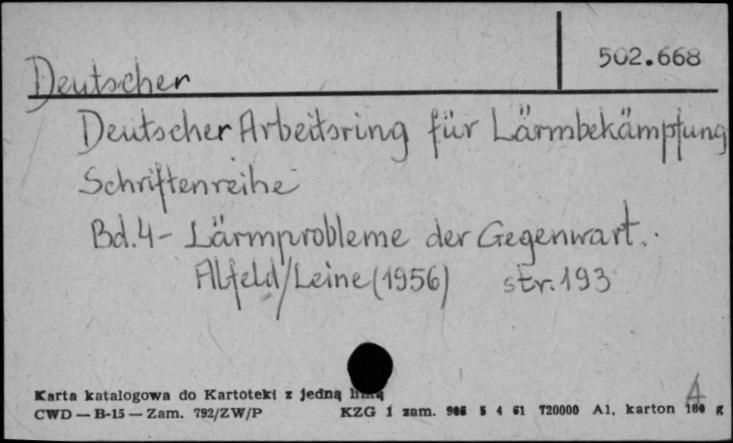 502.668
Deutscher
Deutscher Arbeitsring für Lärmbekämpfung
Schriftenreihe
Bd.4- Lärmprobleme der Gegenwart.
Alfeld/Leine (1956) str. 193
Karta katalogowa do Kartoteki z jedną
CWD — B-15 — Zam. 792/ZW/P KZG 1 zam. 5 4 61 T20000 A1, karton 180 g